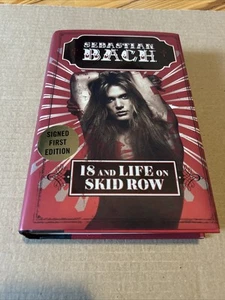 SEBASTIAN
BACH
SIGNED
FIRST
EDITION
18 AND LIFE ON
SKID ROW